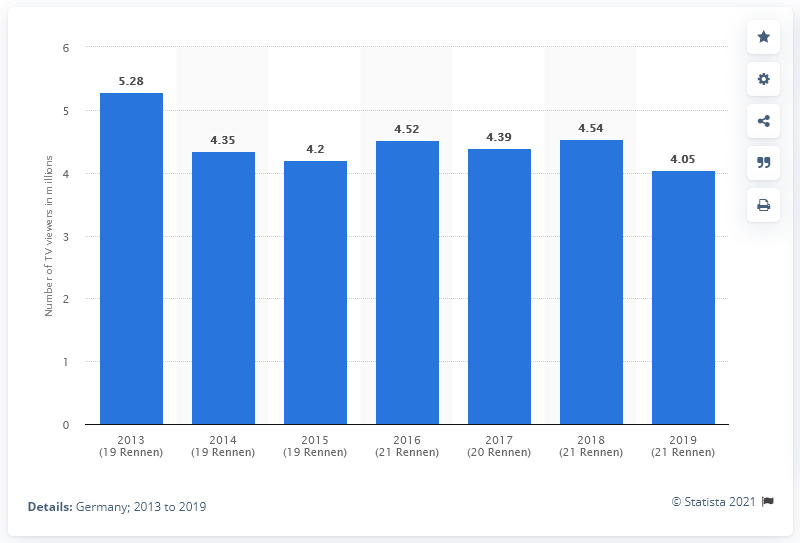 6
5
4
3
2
1
0
Number of TV viewers in millions
5.28
4.35
4.2
4.52
4.39
4.54
4.05
2013 2014 2015 2016 2017 2018 2019
(19 Rennen) (19 Rennen) (19 Rennen) (21 Rennen) (20 Rennen) (21 Rennen) (21 Rennen)
Details: Germany; 2013 to 2019
© Statista 2021